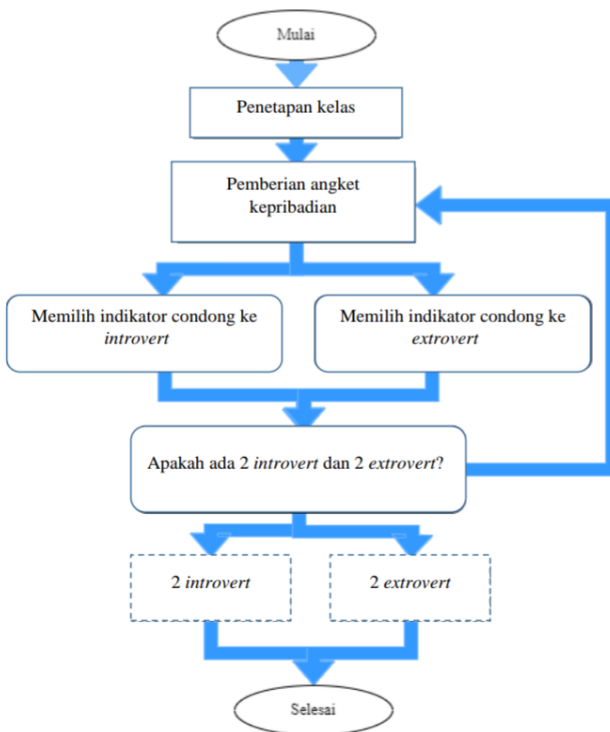 Mulai
Penetapan kelas
Pemberian angket
kepribadian
Memilih indikator condong ke
introvert
Memilih indikator condong ke
extrovert
Apakah ada 2 introvert dan 2 extrovert?
2 introvert
2 extrovert
Selesai